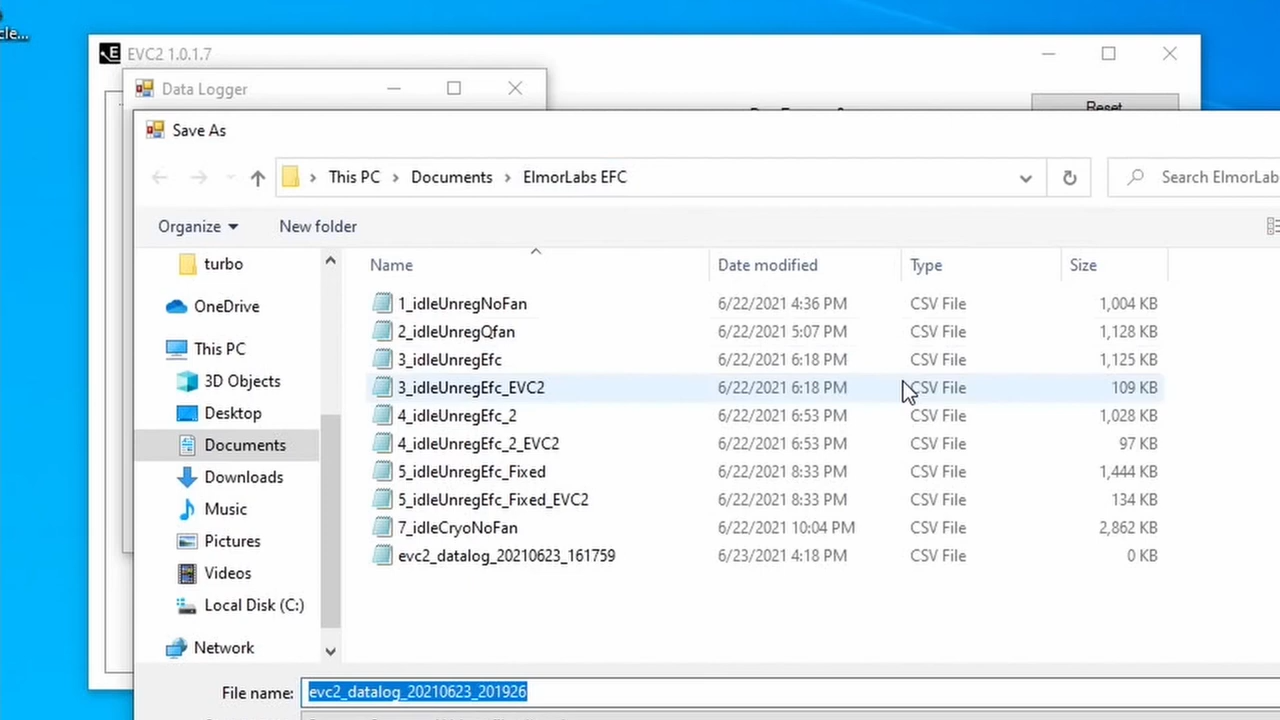 cle...
EVC2 1.0.1.7
Data Logger
Reset
Save As
This PC > Documents > ElmorLabs EFC
Search ElmorLab
Organize
New folder
turbo
OneDrive
This PC
3D Objects
Desktop
Documents
Downloads
Music
Pictures
Videos
Local Disk (C:)
Network
Name Date modified Type Size
1_idleUnregNoFan 6/22/2021 4:36 PM CSV File 1,004 KB
2_idleUnregQfan 6/22/2021 5:07 PM CSV File 1,128 KB
3_idleUnregEfc 6/22/2021 6:18 PM CSV File 1,125 KB
3_idleUnregEfc_EVC2 6/22/2021 6:18 PM CSV File 109 KB
4_idleUnregEfc_2 6/22/2021 6:53 PM CSV File 1,028 KB
4_idleUnregEfc_2_EVC2 6/22/2021 6:53 PM CSV File 97 KB
5_idleUnregEfc_Fixed 6/22/2021 8:33 PM CSV File 1,444 KB
5_idleUnregEfc_Fixed_EVC2 6/22/2021 8:33 PM CSV File 134 KB
7_idleCryoNoFan 6/22/2021 10:04 PM CSV File 2,862 KB
evc2_datalog_20210623_161759 6/23/2021 4:18 PM CSV File 0 KB
File name: evc2_datalog_20210623_201926